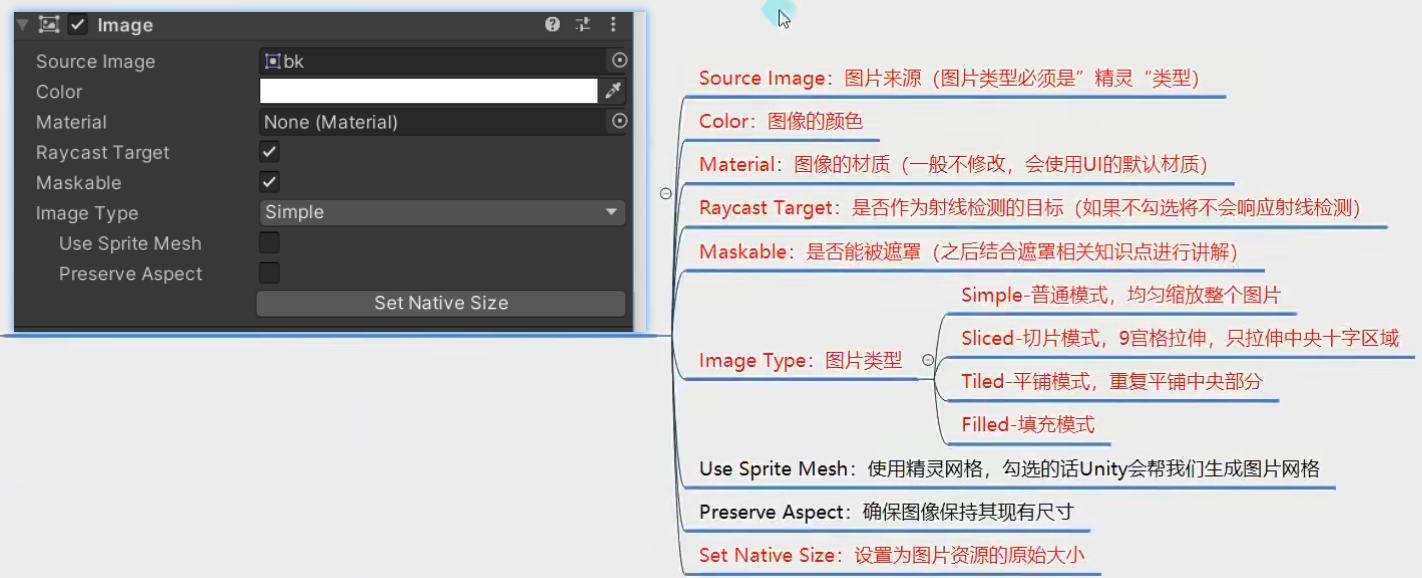 Image
Source Image
bk
Color
Material
None (Material)
Raycast Target
Maskable
Image Type
Simple
Use Sprite Mesh
Preserve Aspect
Set Native Size
Source Image：图片来源（图片类型必须是”精灵“类型）
Color：图像的颜色
Material：图像的材质（一般不修改，会使用UI的默认材质）
Raycast Target：是否作为射线检测的目标（如果不勾选将不会响应射线检测）
Maskable：是否能被遮罩（之后结合遮罩相关知识点进行讲解）
Image Type：图片类型
Simple-普通模式，均匀缩放整个图片
Sliced-切片模式，9宫格拉伸，只拉伸中央十字区域
Tiled-平铺模式，重复平铺中央部分
Filled-填充模式
Use Sprite Mesh：使用精灵网格，勾选的话Unity会帮我们生成图片网格
Preserve Aspect：确保图像保持其现有尺寸
Set Native Size：设置为图片资源的原始大小